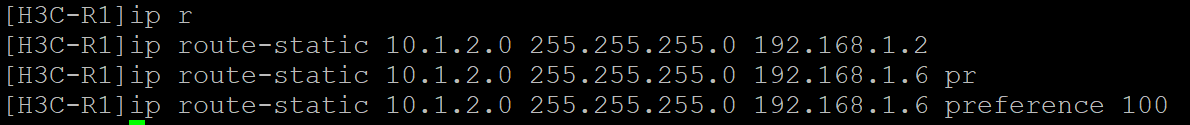 [H3C-R1]ip r
[H3C-R1]ip route-static 10.1.2.0 255.255.255.0 192.168.1.2
[H3C-R1]ip route-static 10.1.2.0 255.255.255.0 192.168.1.6 pr
[H3C-R1]ip route-static 10.1.2.0 255.255.255.0 192.168.1.6 preference 100